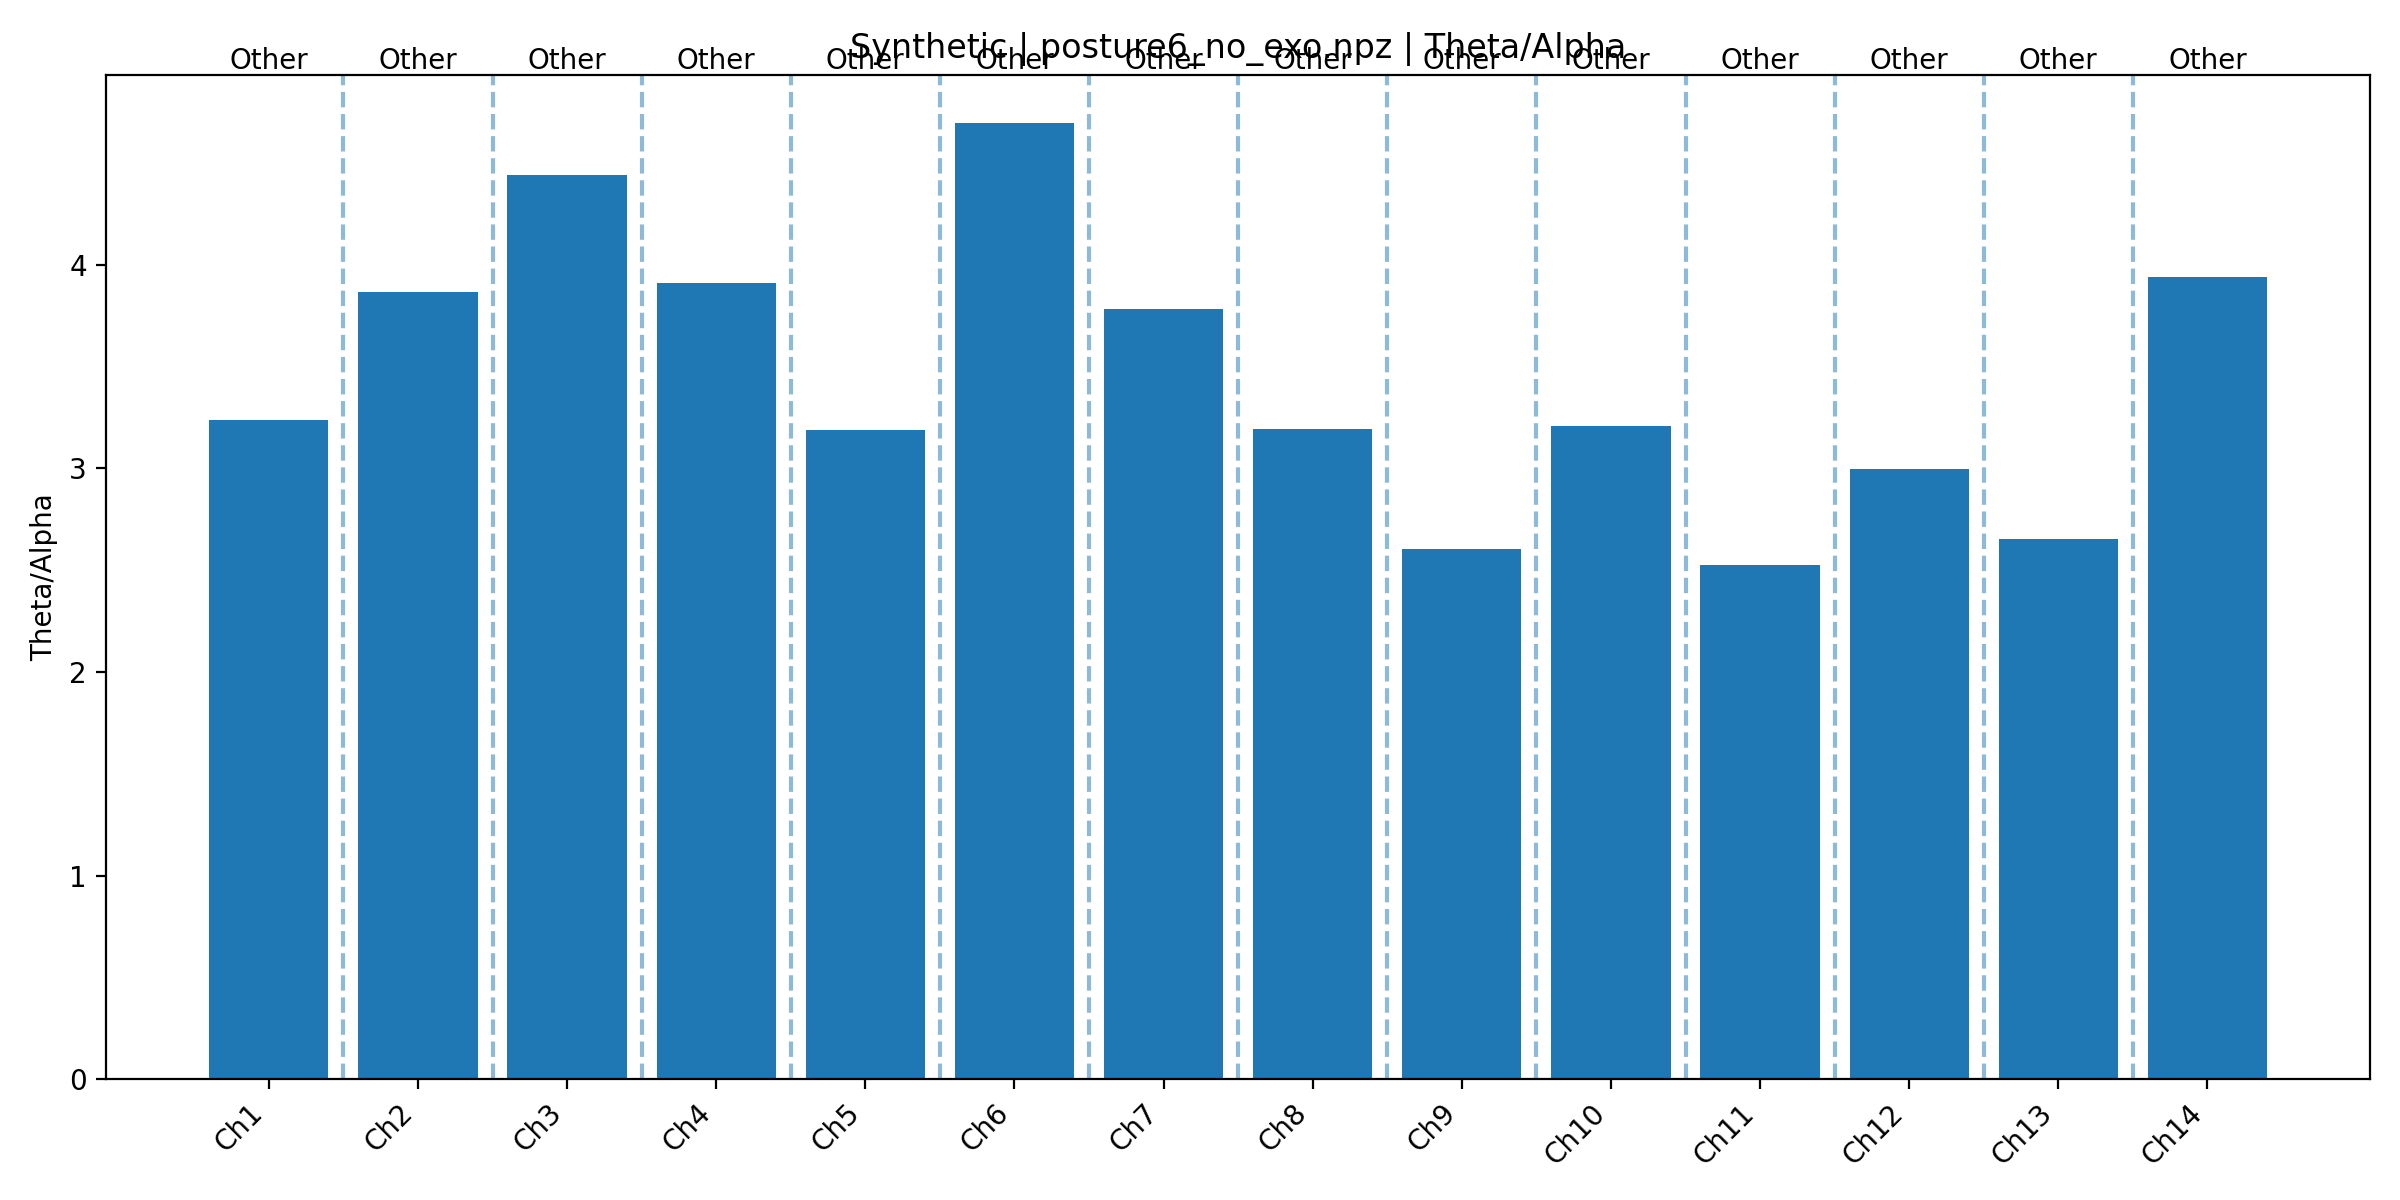 Synthetic | posture6_no_exo.npz | Theta/Alpha
Other Other Other Other Other Other Other Other Other Other Other Other Other Other
4
3
2
1
0
Theta/Alpha
Ch1 Ch2 Ch3 Ch4 Ch5 Ch6 Ch7 Ch8 Ch9 Ch10 Ch11 Ch12 Ch13 Ch14